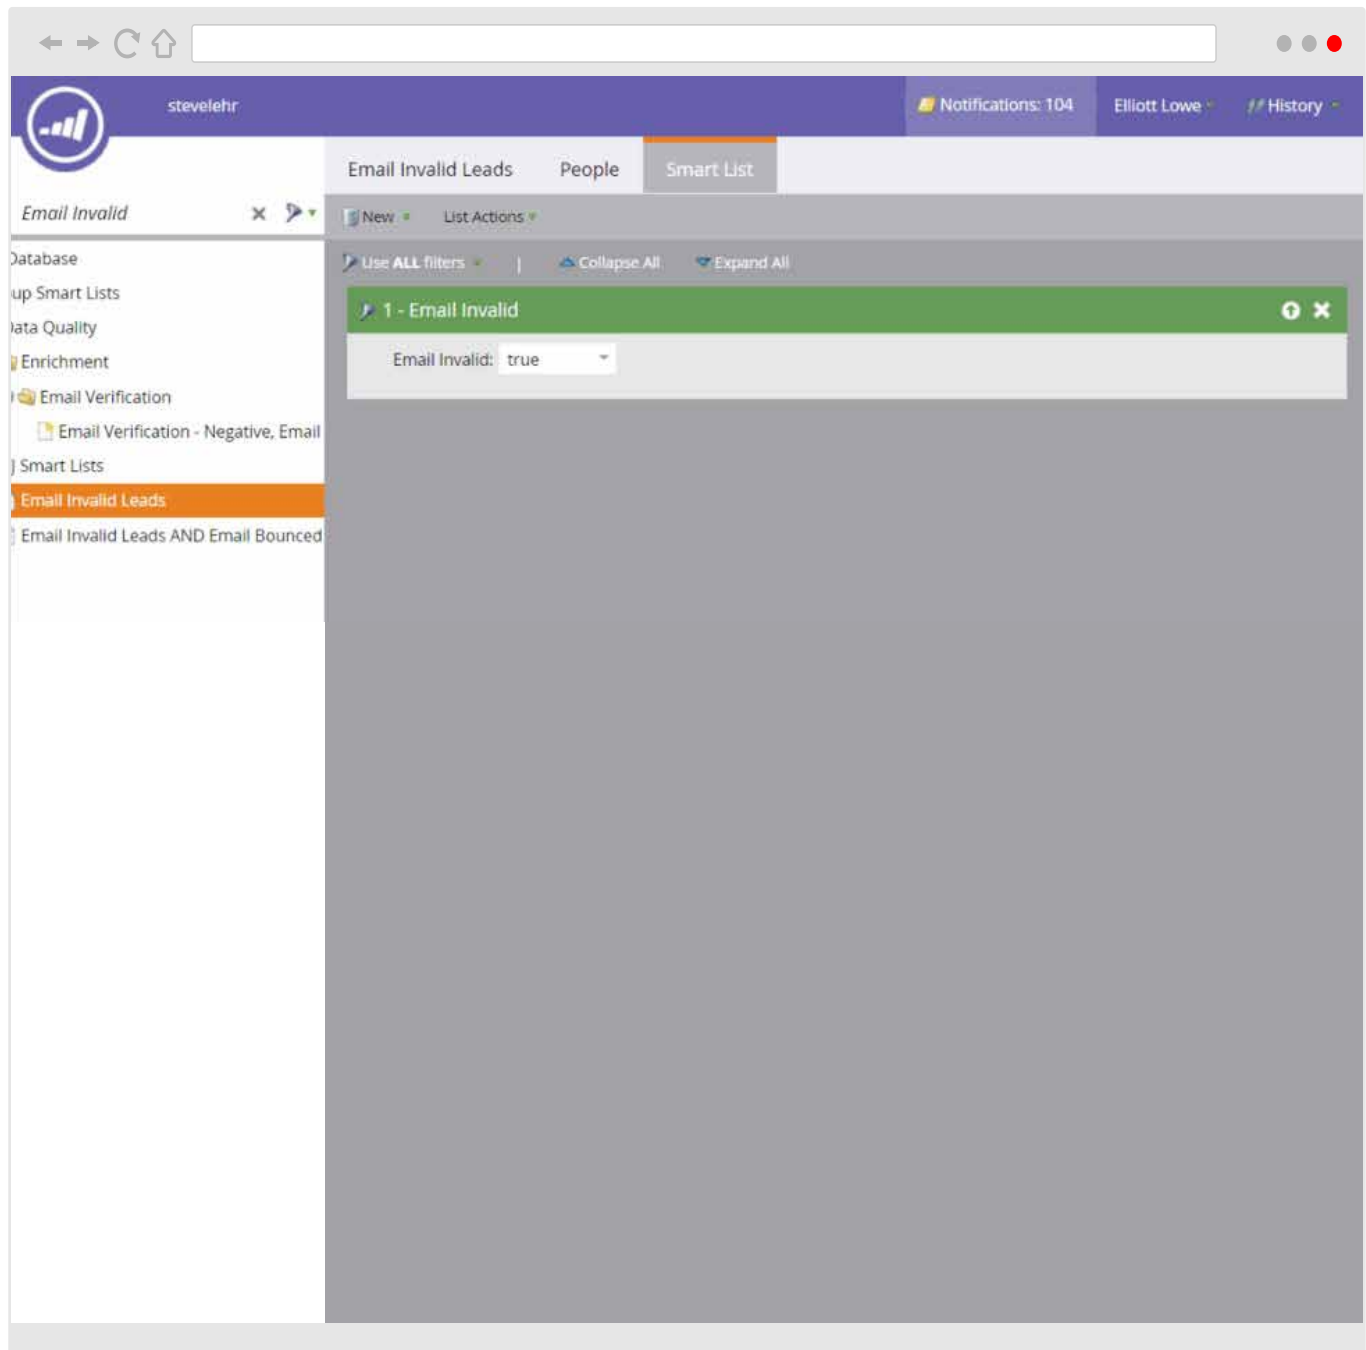 stevelehr
Notifications: 104
Elliott Lowe
History
Email Invalid Leads
People
Smart List
Email Invalid
New
List Actions
Database
up Smart Lists
Data Quality
Enrichment
Email Verification
Email Verification - Negative, Email
Smart Lists
Email Invalid Leads
Email Invalid Leads AND Email Bounced
Use ALL filters |
Collapse All
Expand All
1 - Email Invalid
Email Invalid: true